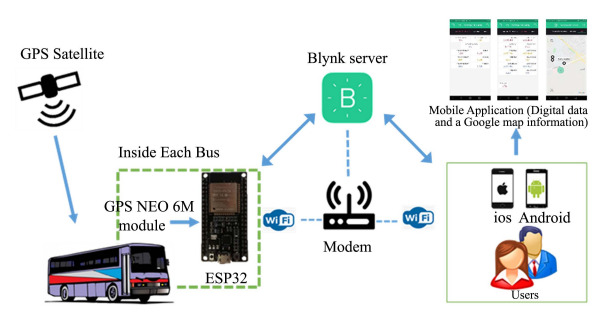 GPS Satellite
Blynk server
B
Mobile Application (Digital data
and a Google map information)
Inside Each Bus
GPS NEO 6M
module
ESP32
Wi Fi
Modem
Wi Fi
ios Android
Users